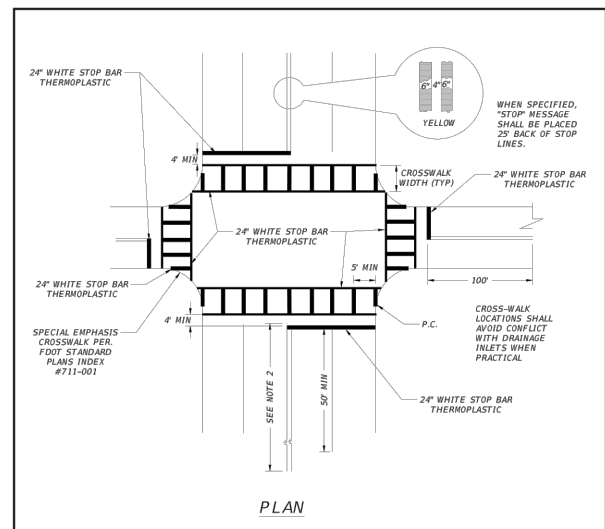 24" WHITE STOP BAR
THERMOPLASTIC
6" 4" 6"
YELLOW
WHEN SPECIFIED,
"STOP" MESSAGE
SHALL BE PLACED
25' BACK OF STOP
LINES.
4' MIN
CROSSWALK
WIDTH (TYP)
24" WHITE STOP BAR
THERMOPLASTIC
24" WHITE STOP BAR
THERMOPLASTIC
5' MIN
100'
24" WHITE STOP BAR
THERMOPLASTIC
SPECIAL EMPHASIS
CROSSWALK PER.
FDOT STANDARD
PLANS INDEX
#711-001
4' MIN
P.C.
CROSS-WALK
LOCATIONS SHALL
AVOID CONFLICT
WITH DRAINAGE
INLETS WHEN
PRACTICAL
SEE NOTE 2
50' MIN
24" WHITE STOP BAR
THERMOPLASTIC
PLAN